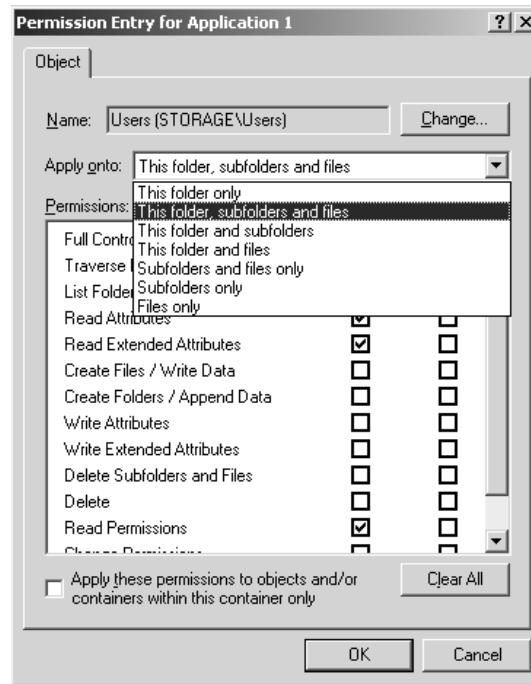 Permission Entry for Application 1
Object
Name: Users (STORAGE\Users)
Change...
Apply onto: This folder, subfolders and files
This folder only
Permissions: This folder, subfolders and files
This folder and subfolders
Full Contro
This folder and files
Traverse
Subfolders and files only
List Folder
Subfolders only
Files only
Read Attributes
Read Extended Attributes
Create Files / Write Data
Create Folders / Append Data
Write Attributes
Write Extended Attributes
Delete Subfolders and Files
Delete
Read Permissions
Apply these permissions to objects and/or
containers within this container only
Clear All
OK
Cancel